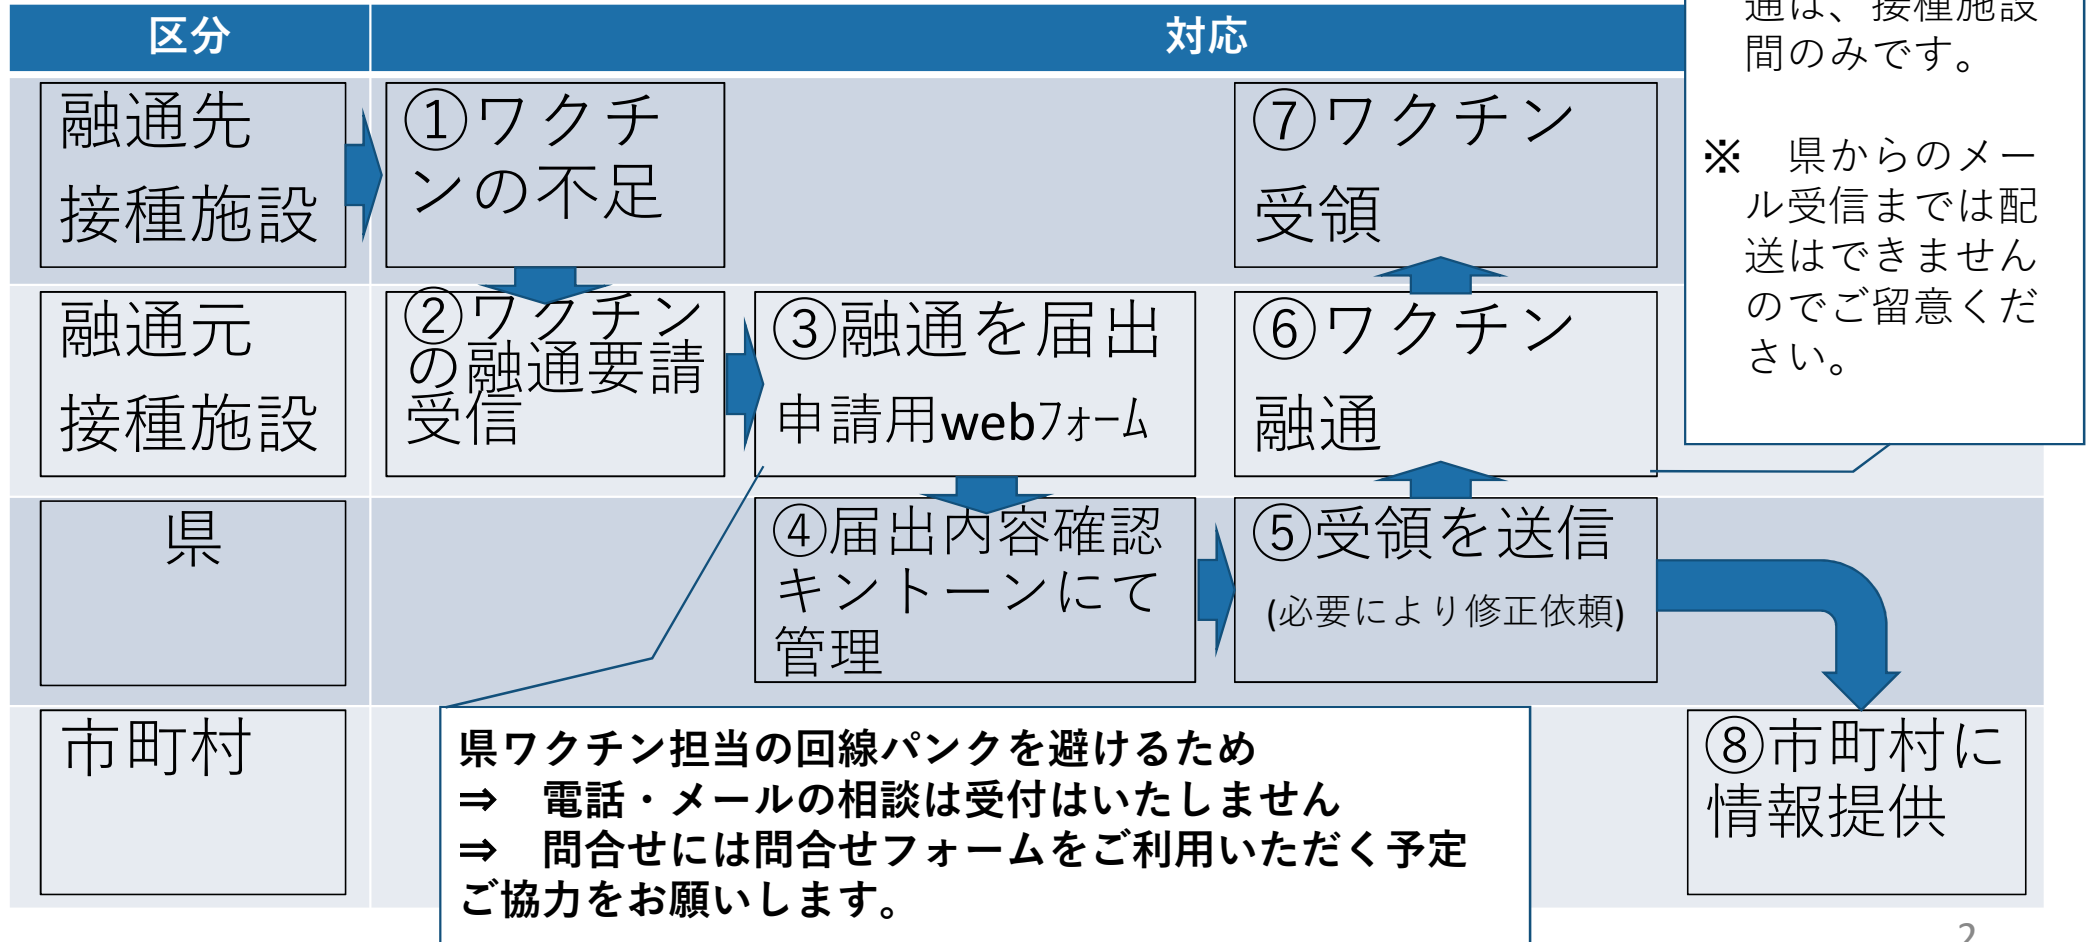 区分
対応
融通先
接種施設
①ワクチ
ンの不足
⑦ワクチン
受領
融通元
接種施設
②ワクチン
の融通要請
受信
③融通を届出
申請用webフォーム
⑥ワクチン
融通
県
④届出内容確認
キントーンにて
管理
⑤受領を送信
(必要により修正依頼)
市町村
⑧市町村に
情報提供
通は、接種施設
間のみです。
※　県からのメー
ル受信までは配
送はできません
のでご留意くだ
さい。
県ワクチン担当の回線パンクを避けるため
⇒　電話・メールの相談は受付はいたしません
⇒　問合せには問合せフォームをご利用いただく予定
ご協力をお願いします。
2